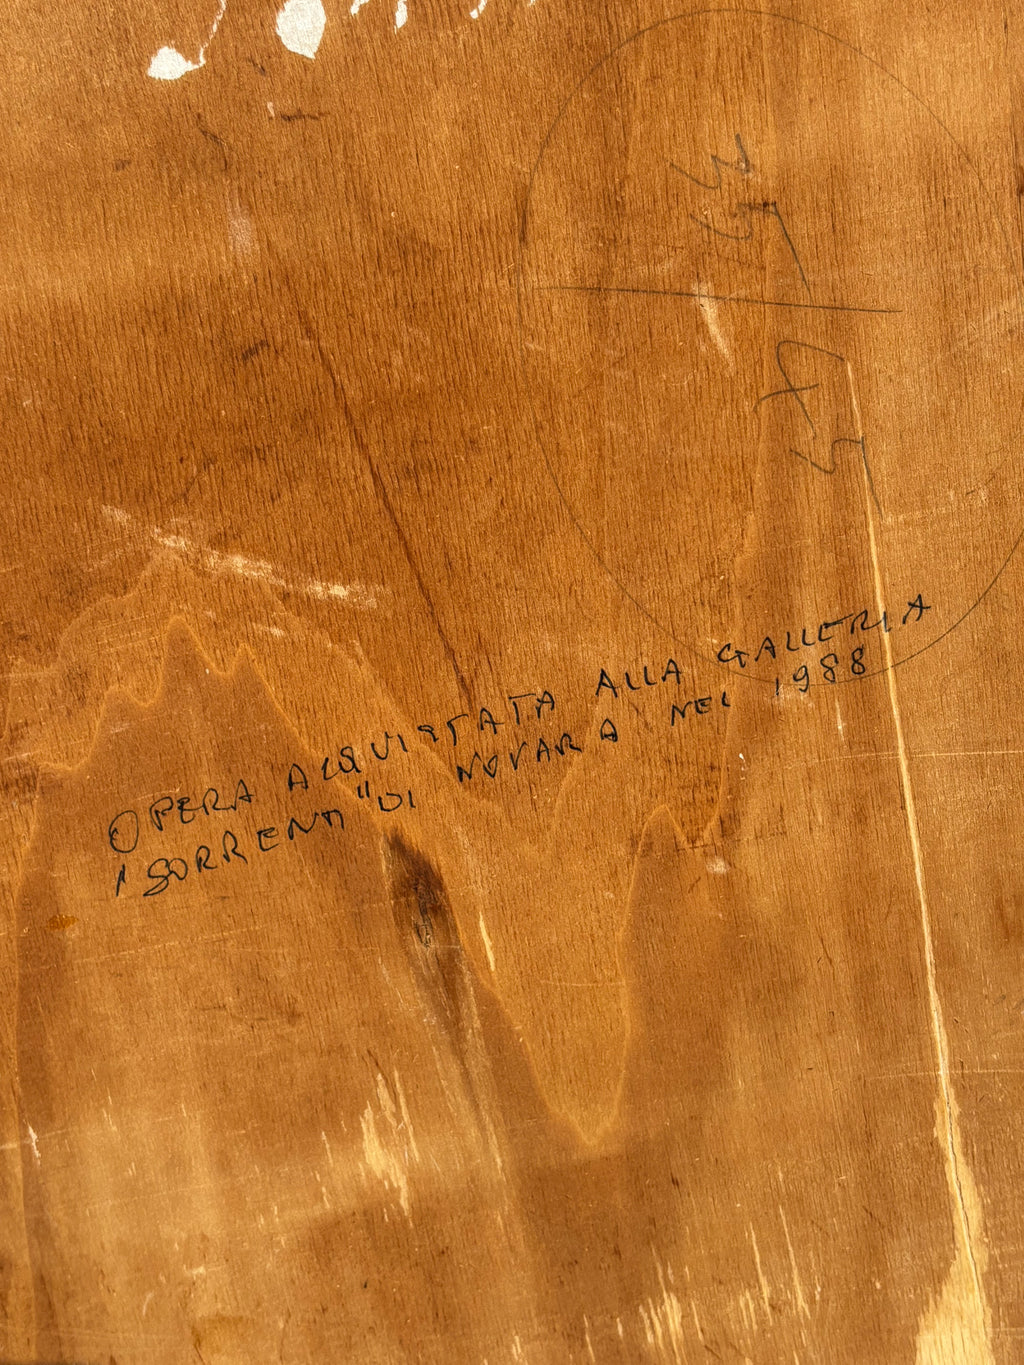 OPERA ACQUISTATA ALLA GALLERIA
"SORRENTI" DI NOVARA NEL 1988